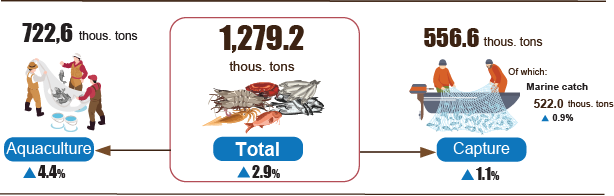 722,6 thous. tons
1,279.2
thous. tons
556.6 thous. tons
Of which:
Marine catch
522.0 thous. tons
▲ 0.9%
Aquaculture
▲ 4.4%
Total
▲ 2.9%
Capture
▲ 1.1%